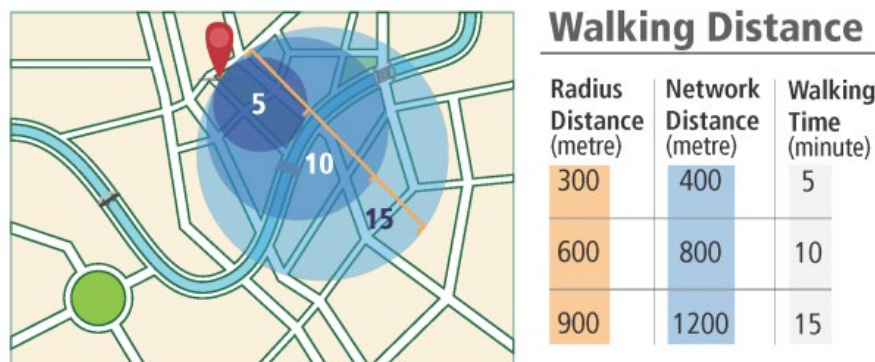 5
10
15
Walking Distance
Radius Distance (metre)
Network Distance (metre)
Walking Time (minute)
300 400 5
600 800 10
900 1200 15